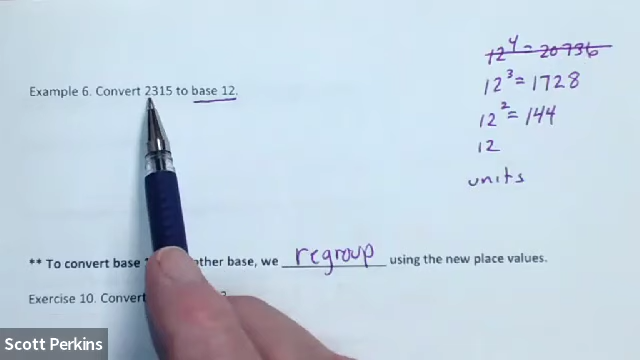 12⁴ = 20736
Example 6. Convert 2315 to base 12.
12³ = 1728
12² = 144
12
units
** To convert base other base, we regroup using the new place values.
Exercise 10. Convert
Scott Perkins